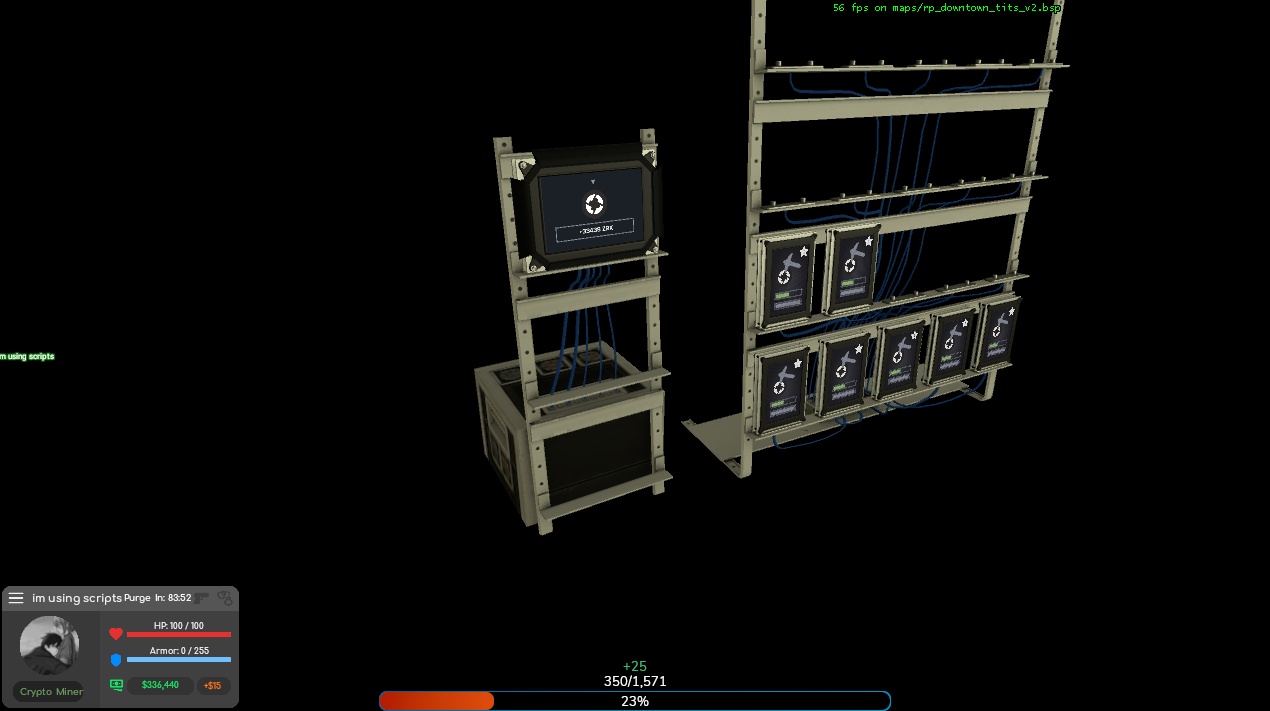 56 fps on maps/rp_downtown_tits_v2.bsp
m using scripts
im using scripts Purge In: 83:52
HP: 100 / 100
Armor: 0 / 255
$336,440 +$15
Crypto Miner
+25
350/1,571
23%